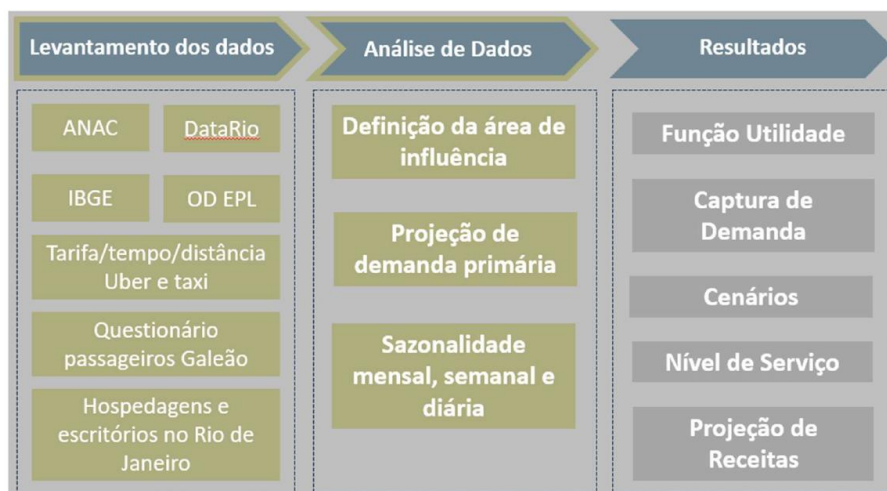 Levantamento dos dados
Análise de Dados
Resultados
ANAC
DataRio
IBGE
OD EPL
Tarifa/tempo/distância
Uber e taxi
Questionário
passageiros Galeão
Hospedagens e
escritórios no Rio de
Janeiro
Definição da área de
influência
Projeção de
demanda primária
Sazonalidade
mensal, semanal e
diária
Função Utilidade
Captura de
Demanda
Cenários
Nível de Serviço
Projeção de
Receitas